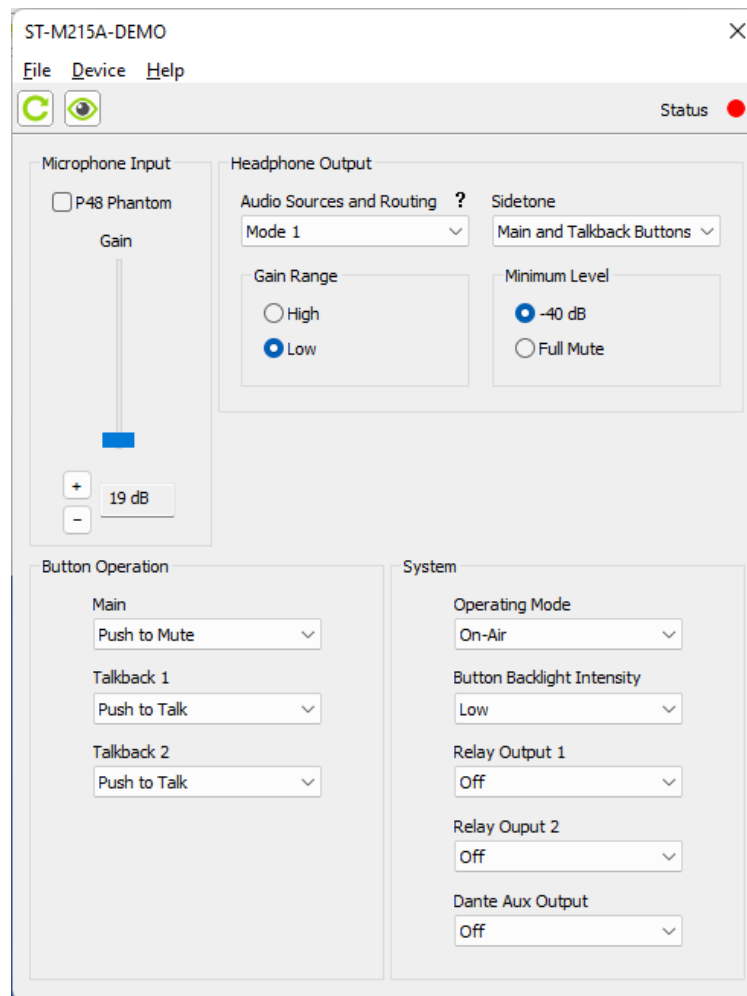 ST-M215A-DEMO
File Device Help
Status
Microphone Input
P48 Phantom
Gain
+
19 dB
-
Headphone Output
Audio Sources and Routing ?
Mode 1
Sidetone
Main and Talkback Buttons
Gain Range
High
Low
Minimum Level
-40 dB
Full Mute
Button Operation
Main
Push to Mute
Talkback 1
Push to Talk
Talkback 2
Push to Talk
System
Operating Mode
On-Air
Button Backlight Intensity
Low
Relay Output 1
Off
Relay Ouput 2
Off
Dante Aux Output
Off